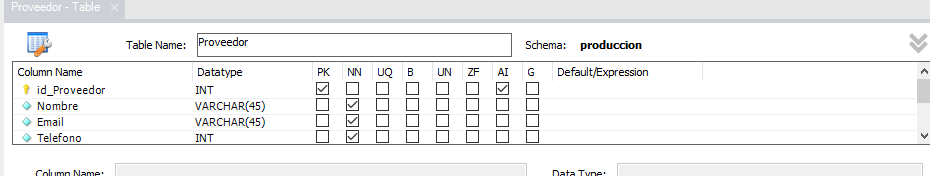 Proveedor - Table
Table Name: Proveedor Schema: produccion
Column Name Datatype PK NN UQ B UN ZF AI G Default/Expression
id_Proveedor INT
Nombre VARCHAR(45)
Email VARCHAR(45)
Telefono INT
Column Name: Data Type: